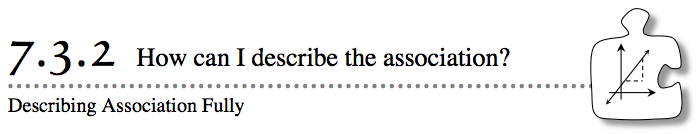 7.3.2 How can I describe the association?
Describing Association Fully